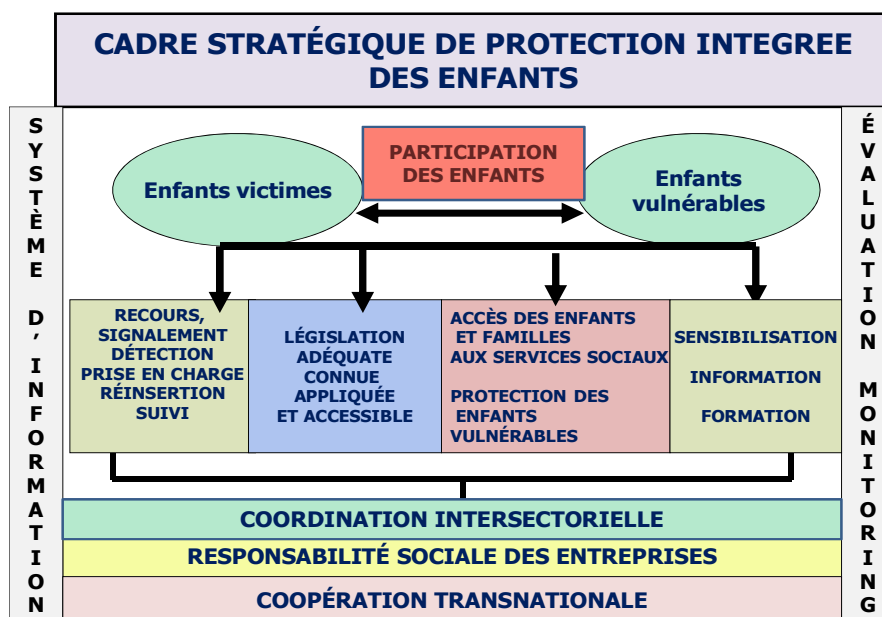 CADRE STRATÉGIQUE DE PROTECTION INTEGREE
DES ENFANTS
SYSTÈME D'INFORMATION
PARTICIPATION
DES ENFANTS
Enfants victimes
Enfants
vulnérables
RECOURS,
SIGNALEMENT
DÉTECTION
PRISE EN CHARGE
RÉINSERTION
SUIVI
LÉGISLATION
ADÉQUATE
CONNUE
APPLIQUÉE
ET ACCESSIBLE
ACCÈS DES ENFANTS
ET FAMILLES
AUX SERVICES SOCIAUX
PROTECTION DES
ENFANTS
VULNÉRABLES
SENSIBILISATION
INFORMATION
FORMATION
COORDINATION INTERSECTORIELLE
RESPONSABILITÉ SOCIALE DES ENTREPRISES
COOPÉRATION TRANSNATIONALE
ÉVALUATION MONITORING